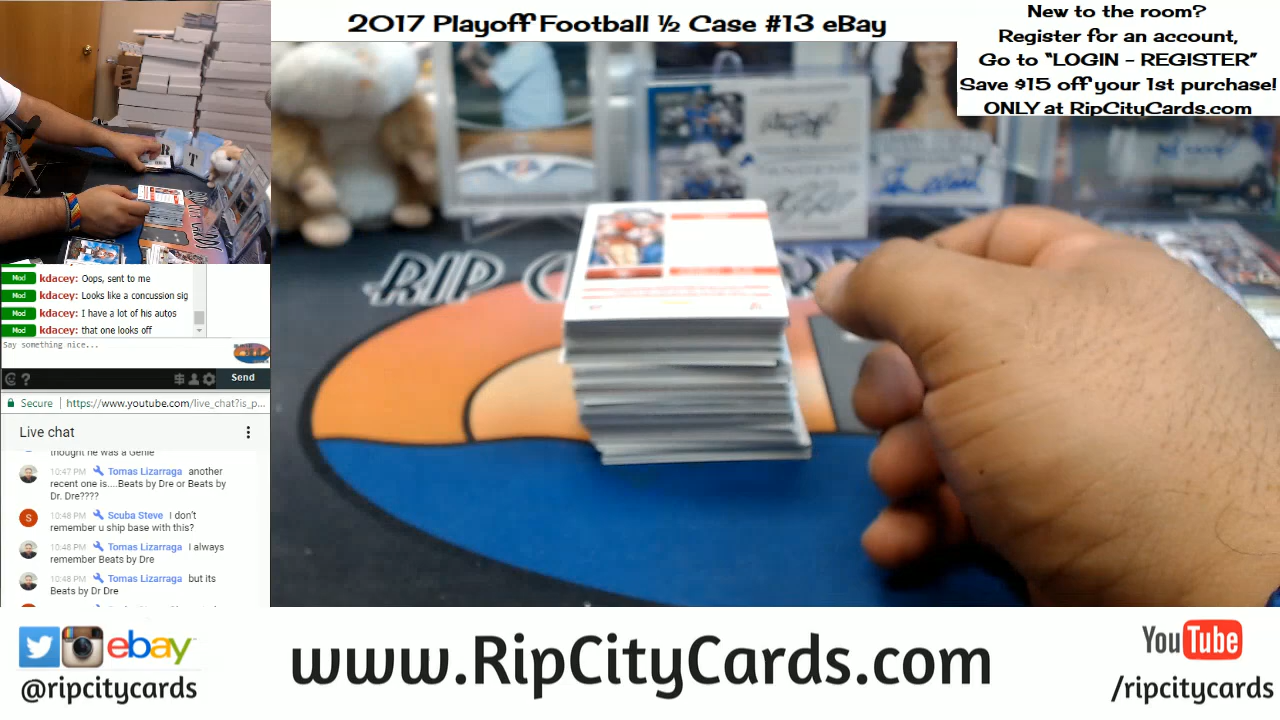 2017 Playoff Football ½ Case #13 eBay
New to the room?
Register for an account,
Go to “LOGIN - REGISTER”
Save $15 off your 1st purchase!
ONLY at RipCityCards.com
RIP C
Mod kdacey: Oops, sent to me
Mod kdacey: Looks like a concussion sig
Mod kdacey: I have a lot of his autos
Mod kdacey: that one looks off
Say something nice...
Send
Secure https://www.youtube.com/live_chat?is_p...
Live chat
thought he was a Genie
10:47 PM Tomas Lizarraga another
recent one is....Beats by Dre or Beats by
Dr. Dre????
S 10:48 PM Scuba Steve I don't
remember u ship base with this?
10:48 PM Tomas Lizarraga I always
remember Beats by Dre
10:48 PM Tomas Lizarraga but its
Beats by Dr Dre
ebay
@ripcitycards
www.RipCityCards.com
YouTube
/ripcitycards